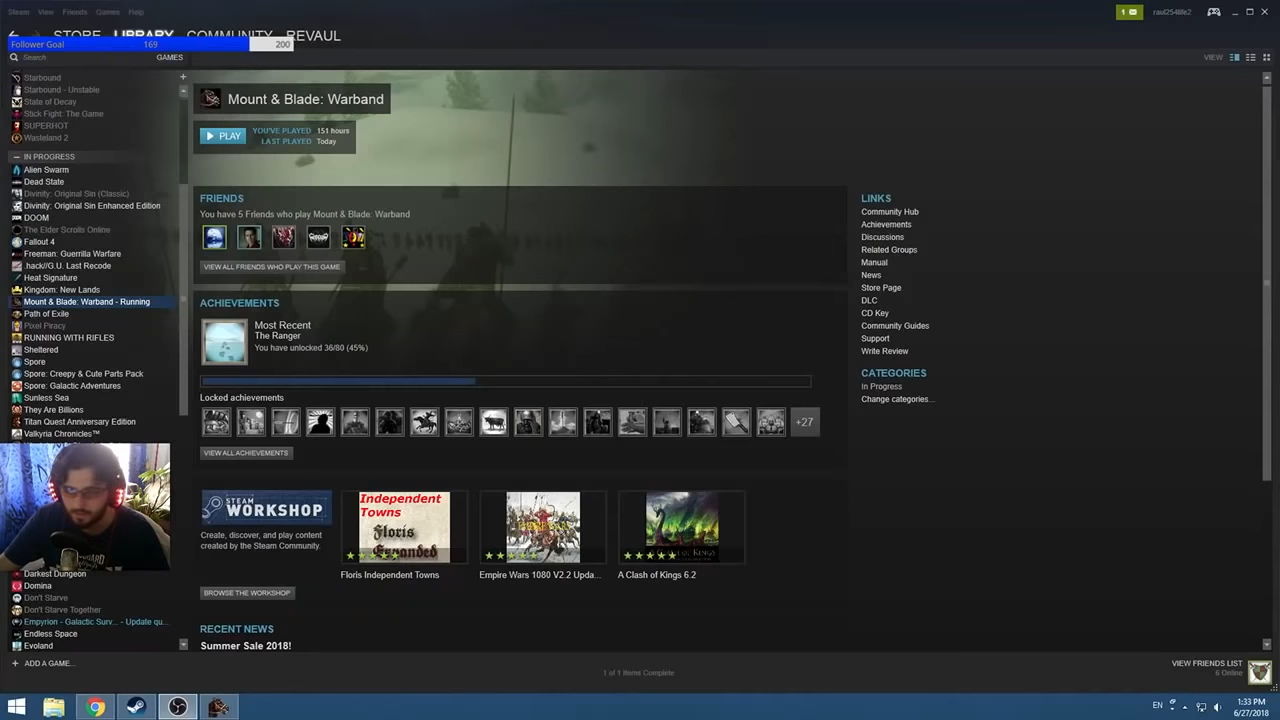 Steam View Friends Games Help
1
raul254life2
STORE LIBRARY COMMUNITY REVAUL
Follower Goal 169 200
Search GAMES
VIEW
Starbound
Starbound - Unstable
State of Decay
Stick Fight: The Game
SUPERHOT
Wasteland 2
IN PROGRESS
Alien Swarm
Dead State
Divinity: Original Sin (Classic)
Divinity: Original Sin Enhanced Edition
DOOM
The Elder Scrolls Online
Fallout 4
Freeman: Guerrilla Warfare
.hack//G.U. Last Recode
Heat Signature
Kingdom: New Lands
Mount & Blade: Warband - Running
Path of Exile
Pixel Piracy
RUNNING WITH RIFLES
Sheltered
Spore
Spore: Creepy & Cute Parts Pack
Spore: Galactic Adventures
Sunless Sea
They Are Billions
Titan Quest Anniversary Edition
Valkyria Chronicles™
Darkest Dungeon
Domina
Don't Starve
Don't Starve Together
Empyrion - Galactic Surv... - Update qu...
Endless Space
Evoland
+ ADD A GAME...
Mount & Blade: Warband
PLAY
YOU'VE PLAYED 151 hours
LAST PLAYED Today
FRIENDS
You have 5 Friends who play Mount & Blade: Warband
VIEW ALL FRIENDS WHO PLAY THIS GAME
ACHIEVEMENTS
Most Recent
The Ranger
You have unlocked 36/80 (45%)
Locked achievements
+27
VIEW ALL ACHIEVEMENTS
STEAM WORKSHOP
Create, discover, and play content
created by the Steam Community.
BROWSE THE WORKSHOP
Independent
Towns
Floris
Expanded
Floris Independent Towns
Empire Wars 1080 V2.2 Upda...
A Clash of Kings 6.2
RECENT NEWS
Summer Sale 2018!
LINKS
Community Hub
Achievements
Discussions
Related Groups
Manual
News
Store Page
DLC
CD Key
Community Guides
Support
Write Review
CATEGORIES
In Progress
Change categories...
1 of 1 Items Complete
VIEW FRIENDS LIST
6 Online
EN
1:33 PM
6/27/2018